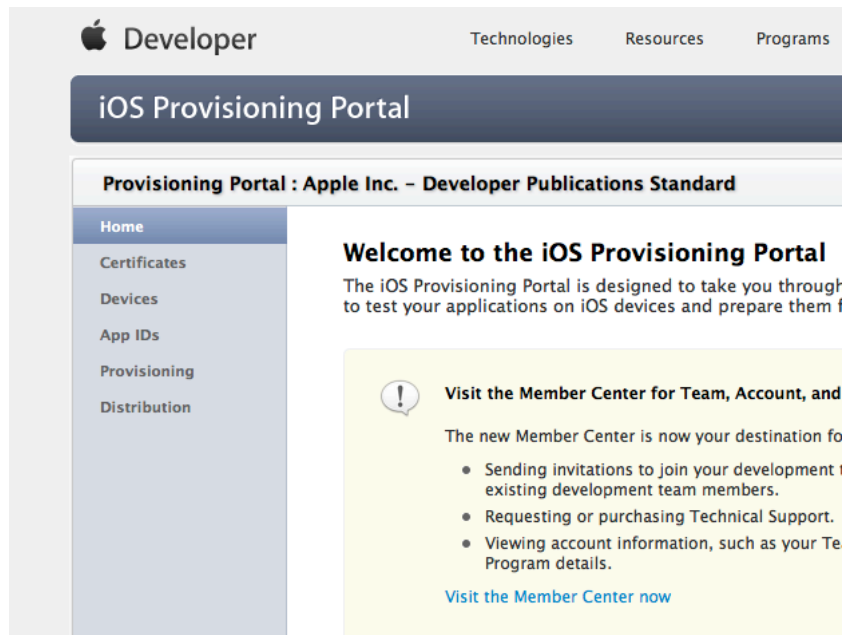 Developer
Technologies Resources Programs
iOS Provisioning Portal
Provisioning Portal : Apple Inc. – Developer Publications Standard
Home
Certificates
Devices
App IDs
Provisioning
Distribution
Welcome to the iOS Provisioning Portal
The iOS Provisioning Portal is designed to take you through
to test your applications on iOS devices and prepare them
!
Visit the Member Center for Team, Account, and
The new Member Center is now your destination fo
• Sending invitations to join your development
existing development team members.
• Requesting or purchasing Technical Support.
• Viewing account information, such as your Te
Program details.
Visit the Member Center now